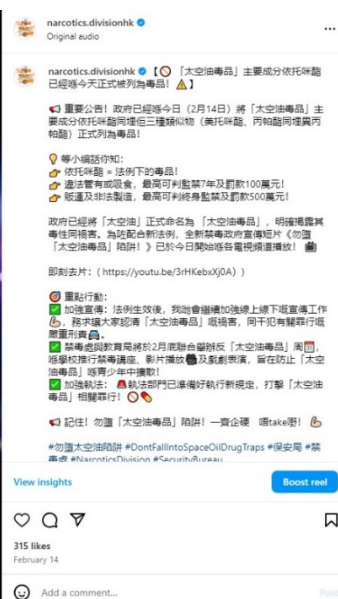 narcotics.divisionhk
Original audio
narcotics.divisionhk 【🚫「太空油毒品」主要成分依托咪酯
已經喺今天正式被列為毒品！⚠️】
📢 重要公告！政府已經喺今日（2月14日）將「太空油毒品」主
要成分依托咪酯同埋佢三種類似物（美托咪酯、丙帕酯同埋異丙
帕酯）正式列為毒品！
💡 等小編話你知：
👉 依托咪酯 = 法例下的毒品！
👉 違法管有或吸食，最高可判監禁7年及罰款100萬元！
👉 販運及非法製造，最高可判終身監禁及罰款500萬元！
政府已經將「太空油」正式命名為 「太空油毒品」，明確揭露其
毒性同禍害。為咗配合新法例，全新禁毒政府宣傳短片《勿墮
「太空油毒品」陷阱！》已於今日開始喺各電視頻道播放！
即刻去片：( https://youtu.be/3rHKebxXj0A) )
🎯 重點行動：
✅ 加強宣傳：法例生效後，我哋會繼續加強線上線下嘅宣傳工作
💪，務求讓大家認清「太空油毒品」嘅禍害，同干犯有關罪行嘅
嚴重刑責🚔。
✅ 禁毒處與教育局將於2月底聯合舉辦反「太空油毒品」周📅，
喺學校推行禁毒講座、影片播放及戲劇表演，旨在防止「太空
油毒品」喺青少年中擴散！
✅ 加強執法：🚨執法部門已準備好執行新規定，打擊「太空油
毒品」相關罪行！🚫💊
📢 記住！勿墮「太空油毒品」陷阱！一齊企硬 唔take嘢！💪
#勿墮太空油陷阱 #DontFallIntoSpaceOilDrugTraps #保安局 #禁
毒處 #NarcoticsDivision #SecurityBureau
View insights
Boost reel
315 likes
February 14
Add a comment...
Post